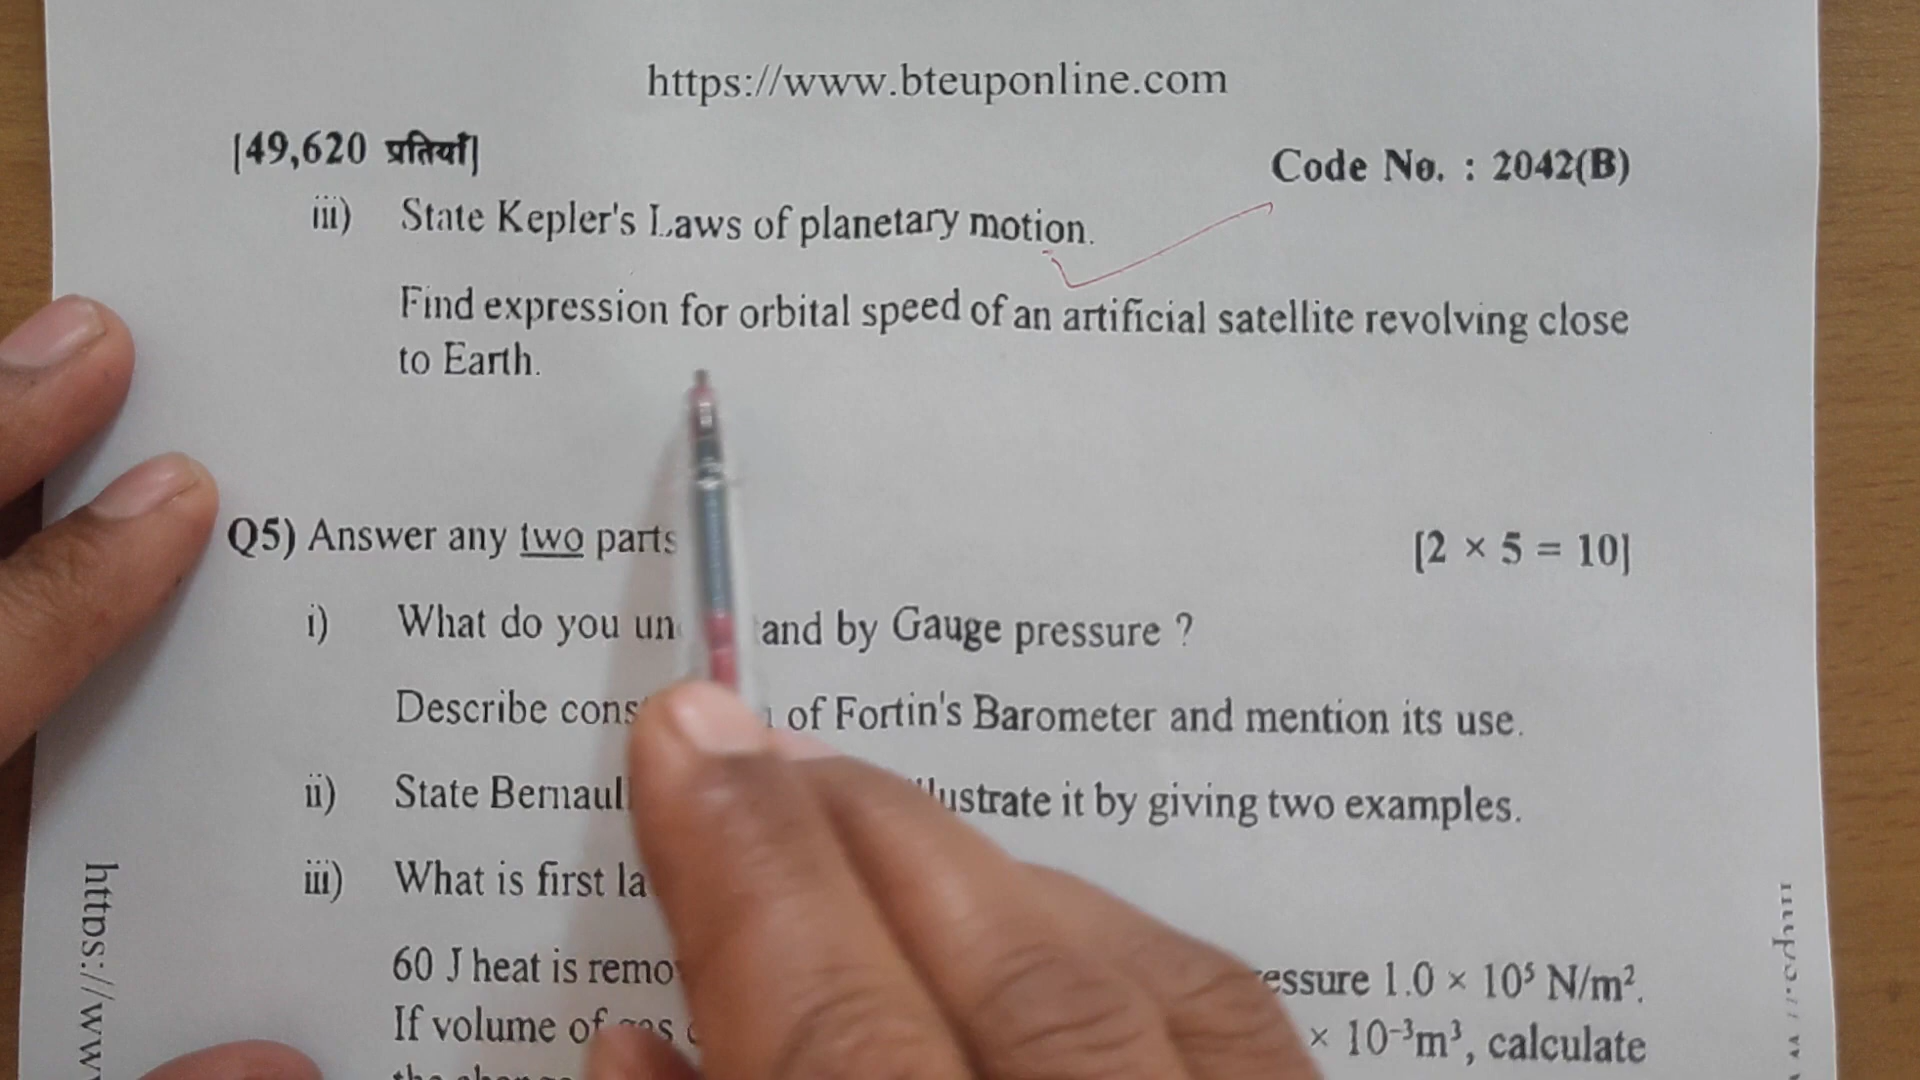 https://www.bteuponline.com
[49,620 प्रतियाँ]
Code No. : 2042(B)
iii) State Kepler's Laws of planetary motion.
Find expression for orbital speed of an artificial satellite revolving close
to Earth.
Q5) Answer any two parts
[2 × 5 = 10]
i) What do you un and by Gauge pressure ?
Describe cons of Fortin's Barometer and mention its use.
ii) State Bernaul lustrate it by giving two examples.
iii) What is first la
60 J heat is remo essure 1.0 × 10⁵ N/m².
If volume of × 10⁻³m³, calculate
https://www